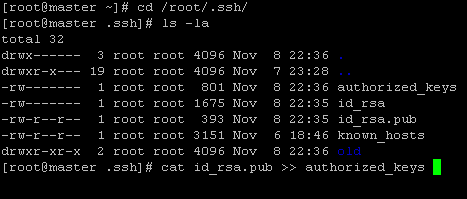 [root@master ~]# cd /root/.ssh/
[root@master .ssh]# ls -la
total 32
drwx------  3 root root 4096 Nov  8 22:36 .
drwxr-x--- 19 root root 4096 Nov  7 23:28 ..
-rw-------  1 root root  801 Nov  8 22:36 authorized_keys
-rw-------  1 root root 1675 Nov  8 22:35 id_rsa
-rw-r--r--  1 root root  393 Nov  8 22:35 id_rsa.pub
-rw-r--r--  1 root root 3151 Nov  6 18:46 known_hosts
drwxr-xr-x  2 root root 4096 Nov  8 22:35 old
[root@master .ssh]# cat id_rsa.pub >> authorized_keys